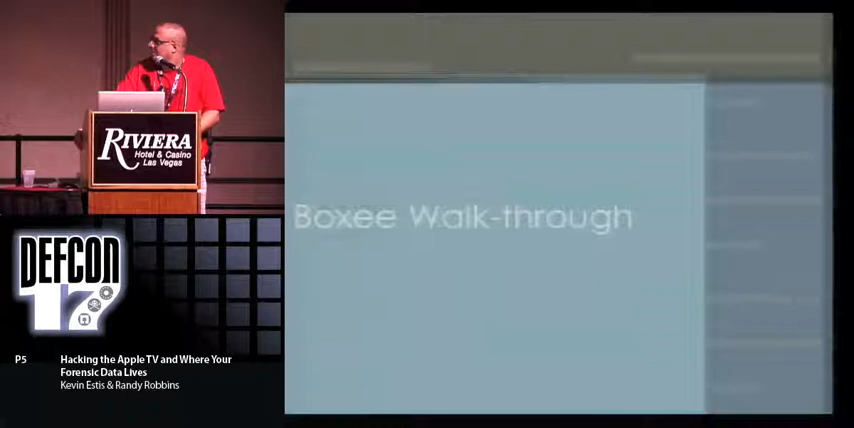 RIVIERA
Hotel & Casino
Las Vegas
Boxee Walk-through
DEFCON
17
P5 Hacking the Apple TV and Where Your
Forensic Data Lives
Kevin Estis & Randy Robbins